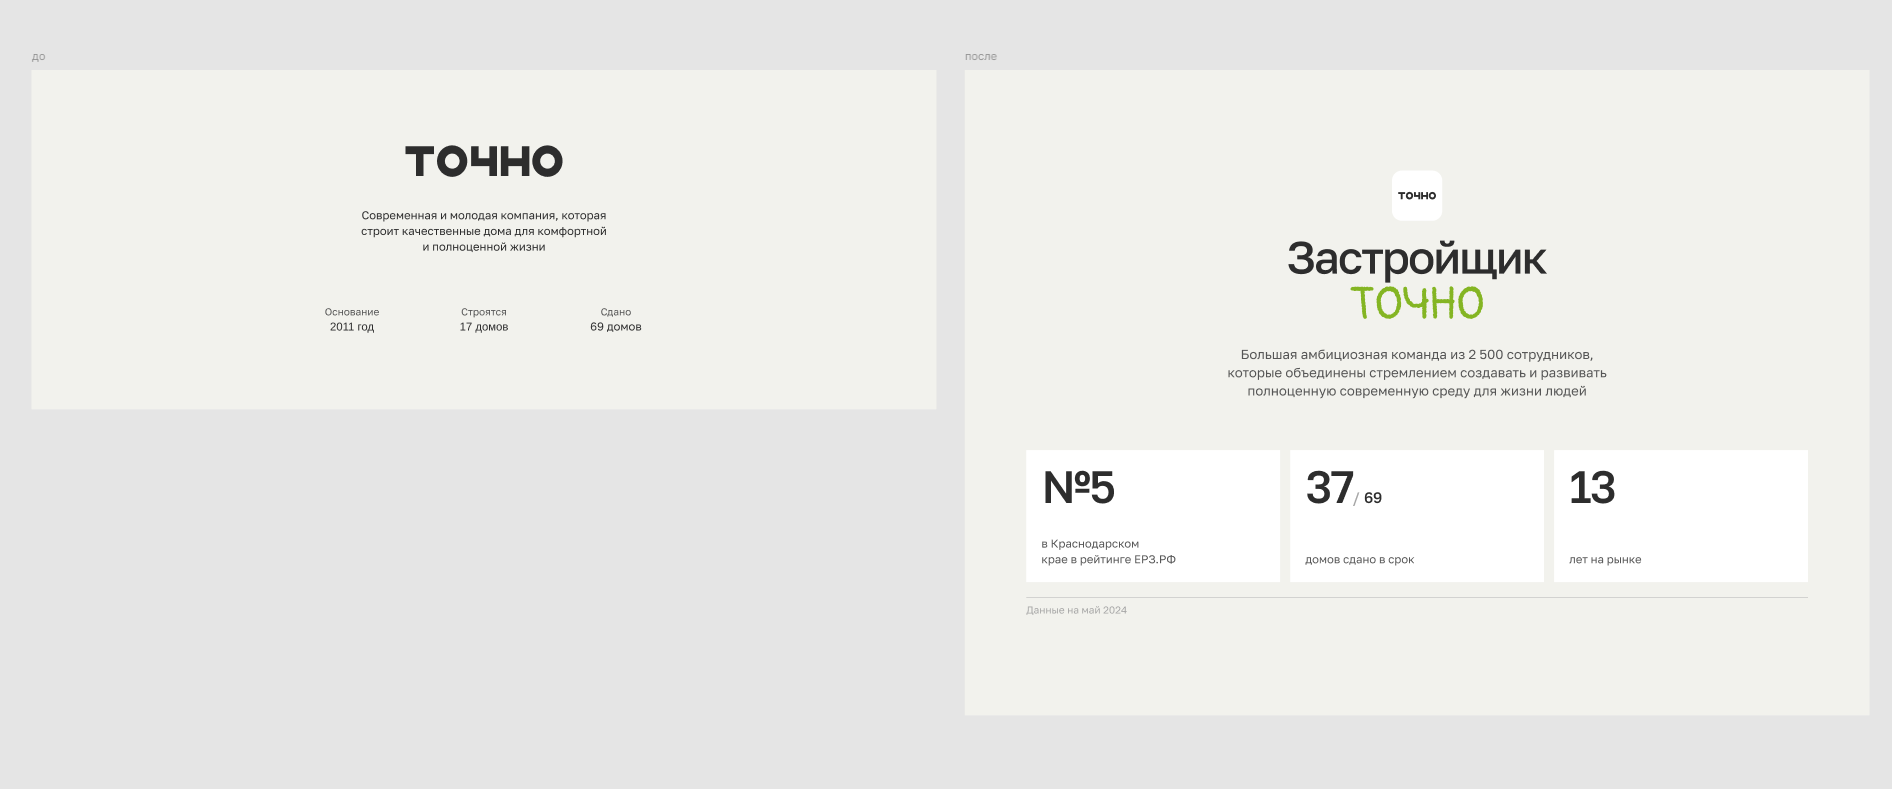 до
точно
Современная и молодая компания, которая
строит качественные дома для комфортной
и полноценной жизни
Основание
2011 год
Строятся
17 домов
Сдано
69 домов
после
точно
Застройщик
точно
Большая амбициозная команда из 2 500 сотрудников,
которые объединены стремлением создавать и развивать
полноценную современную среду для жизни людей
№5
в Краснодарском
крае в рейтинге ЕРЗ.РФ
37 / 69
домов сдано в срок
13
лет на рынке
Данные на май 2024